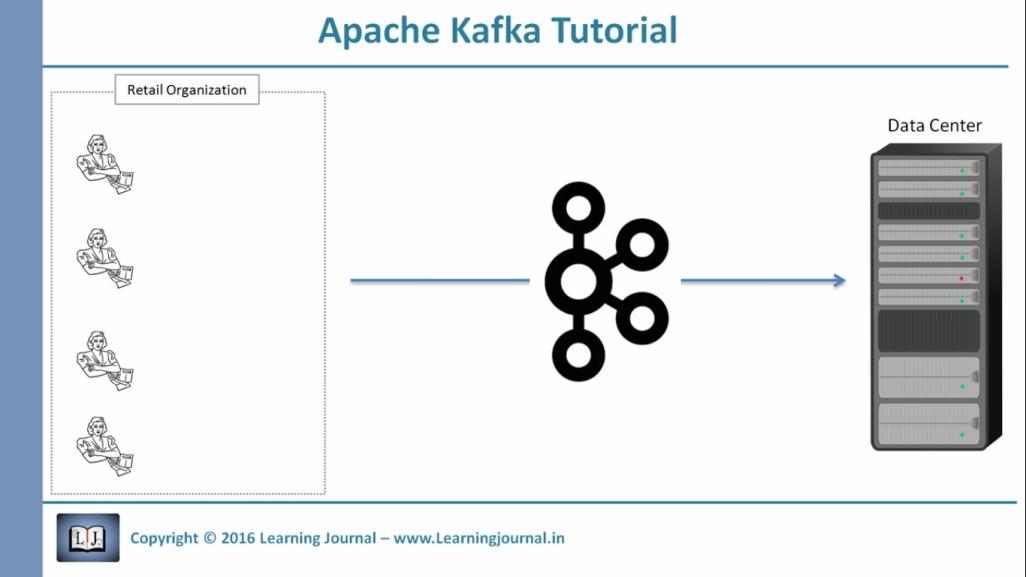 Apache Kafka Tutorial
Retail Organization
Data Center
L J
Copyright © 2016 Learning Journal – www.Learningjournal.in